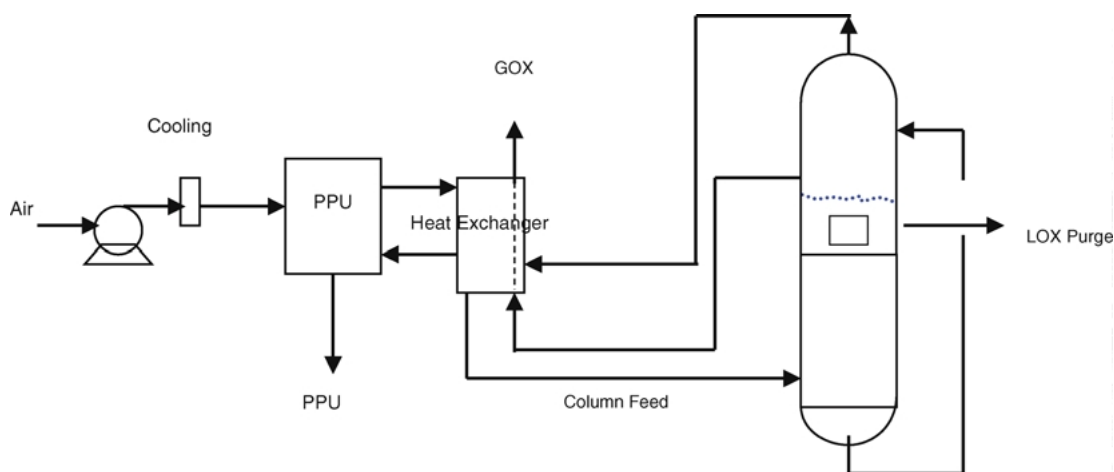 GOX
Cooling
PPU
Air
Heat Exchanger
LOX Purge
PPU
Column Feed